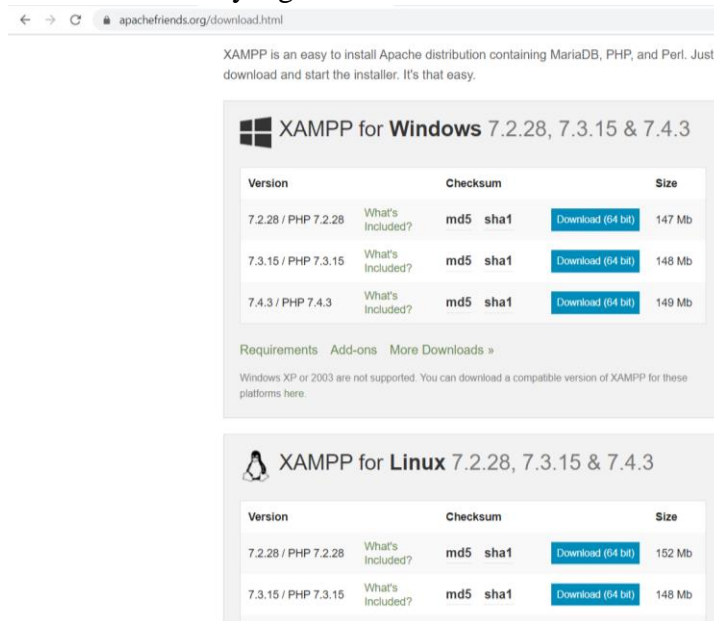 apachefriends.org/download.html
XAMPP is an easy to install Apache distribution containing MariaDB, PHP, and Perl. Just
download and start the installer. It's that easy.
XAMPP for Windows 7.2.28, 7.3.15 & 7.4.3
Version Checksum Size
7.2.28 / PHP 7.2.28 What's Included? md5 sha1 Download (64 bit) 147 Mb
7.3.15 / PHP 7.3.15 What's Included? md5 sha1 Download (64 bit) 148 Mb
7.4.3 / PHP 7.4.3 What's Included? md5 sha1 Download (64 bit) 149 Mb
Requirements Add-ons More Downloads »
Windows XP or 2003 are not supported. You can download a compatible version of XAMPP for these
platforms here.
XAMPP for Linux 7.2.28, 7.3.15 & 7.4.3
Version Checksum Size
7.2.28 / PHP 7.2.28 What's Included? md5 sha1 Download (64 bit) 152 Mb
7.3.15 / PHP 7.3.15 What's Included? md5 sha1 Download (64 bit) 148 Mb